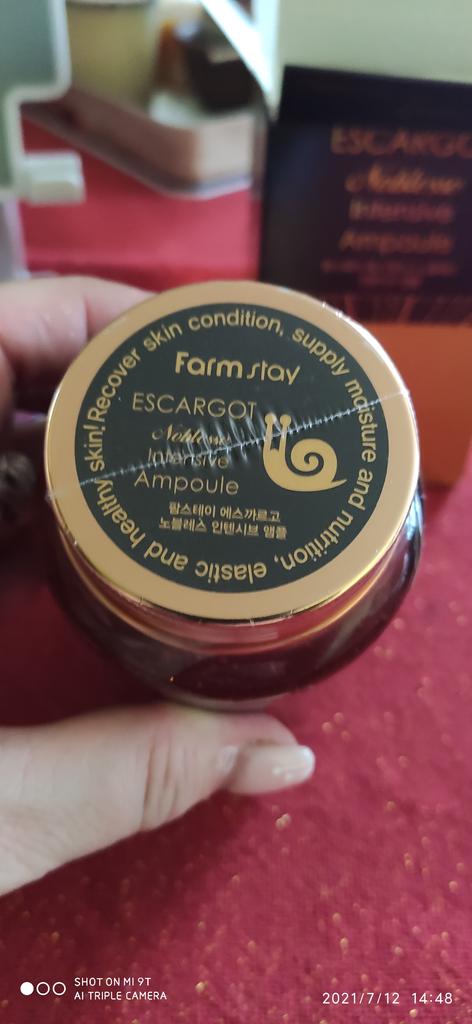 ESCARGO
Noblesse
Intensive
Ampoule
Recover skin condition, supply moisture and nutrition, elastic and healthy skin!
Farm stay
ESCARGOT
Noblesse
Intensive
Ampoule
팜스테이 에스까르고
노블레스 인텐시브 앰플
SHOT ON MI 9T
AI TRIPLE CAMERA
2021/7/12 14:48